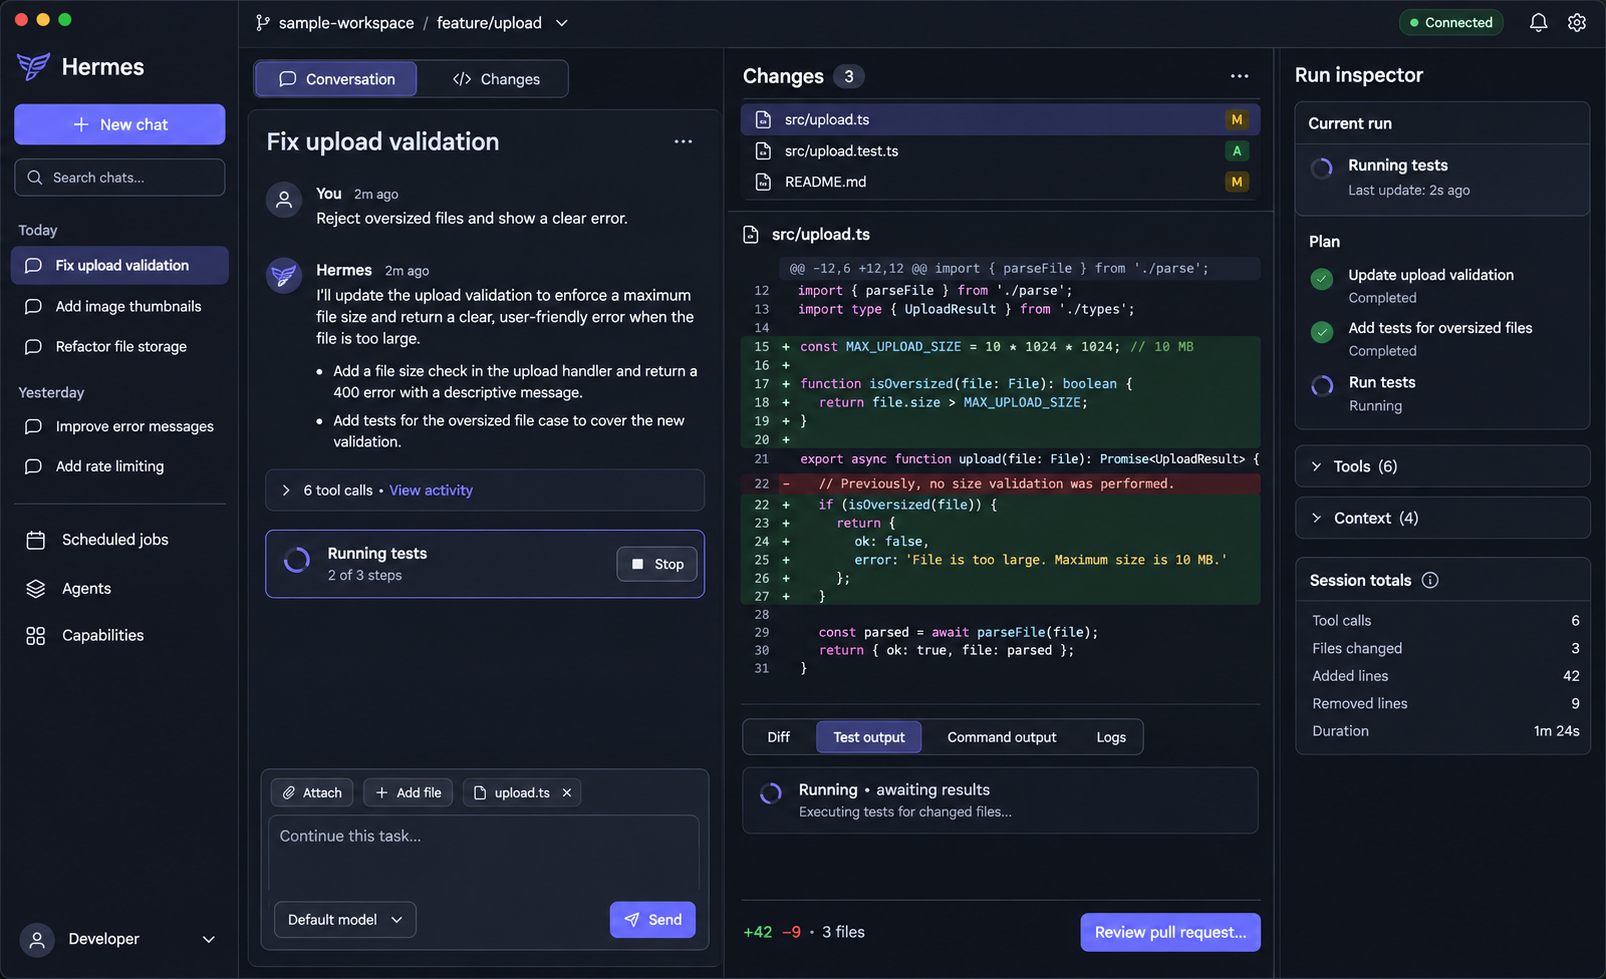 sample-workspace / feature/upload
Connected
Hermes
New chat
Search chats...
Today
Fix upload validation
Add image thumbnails
Refactor file storage
Yesterday
Improve error messages
Add rate limiting
Scheduled jobs
Agents
Capabilities
Developer
Conversation
Changes
Fix upload validation
You 2m ago
Reject oversized files and show a clear error.
Hermes 2m ago
I'll update the upload validation to enforce a maximum
file size and return a clear, user-friendly error when the
file is too large.
• Add a file size check in the upload handler and return a
400 error with a descriptive message.
• Add tests for the oversized file case to cover the new
validation.
6 tool calls • View activity
Running tests
2 of 3 steps
Stop
Attach
Add file
upload.ts ×
Continue this task...
Default model
Send
Changes 3
src/upload.ts M
src/upload.test.ts A
README.md M
src/upload.ts
@@ -12,6 +12,12 @@ import { parseFile } from './parse';
12 import { parseFile } from './parse';
13 import type { UploadResult } from './types';
14
15 + const MAX_UPLOAD_SIZE = 10 * 1024 * 1024; // 10 MB
16 +
17 + function isOversized(file: File): boolean {
18 + return file.size > MAX_UPLOAD_SIZE;
19 + }
20 +
21 export async function upload(file: File): Promise<UploadResult> {
22 - // Previously, no size validation was performed.
22 + if (isOversized(file)) {
23 + return {
24 + ok: false,
25 + error: 'File is too large. Maximum size is 10 MB.'
26 + };
27 + }
28
29 const parsed = await parseFile(file);
30 return { ok: true, file: parsed };
31 }
Diff
Test output
Command output
Logs
Running • awaiting results
Executing tests for changed files...
+42 −9 · 3 files
Review pull request...
Run inspector
Current run
Running tests
Last update: 2s ago
Plan
Update upload validation
Completed
Add tests for oversized files
Completed
Run tests
Running
Tools (6)
Context (4)
Session totals
Tool calls 6
Files changed 3
Added lines 42
Removed lines 9
Duration 1m 24s